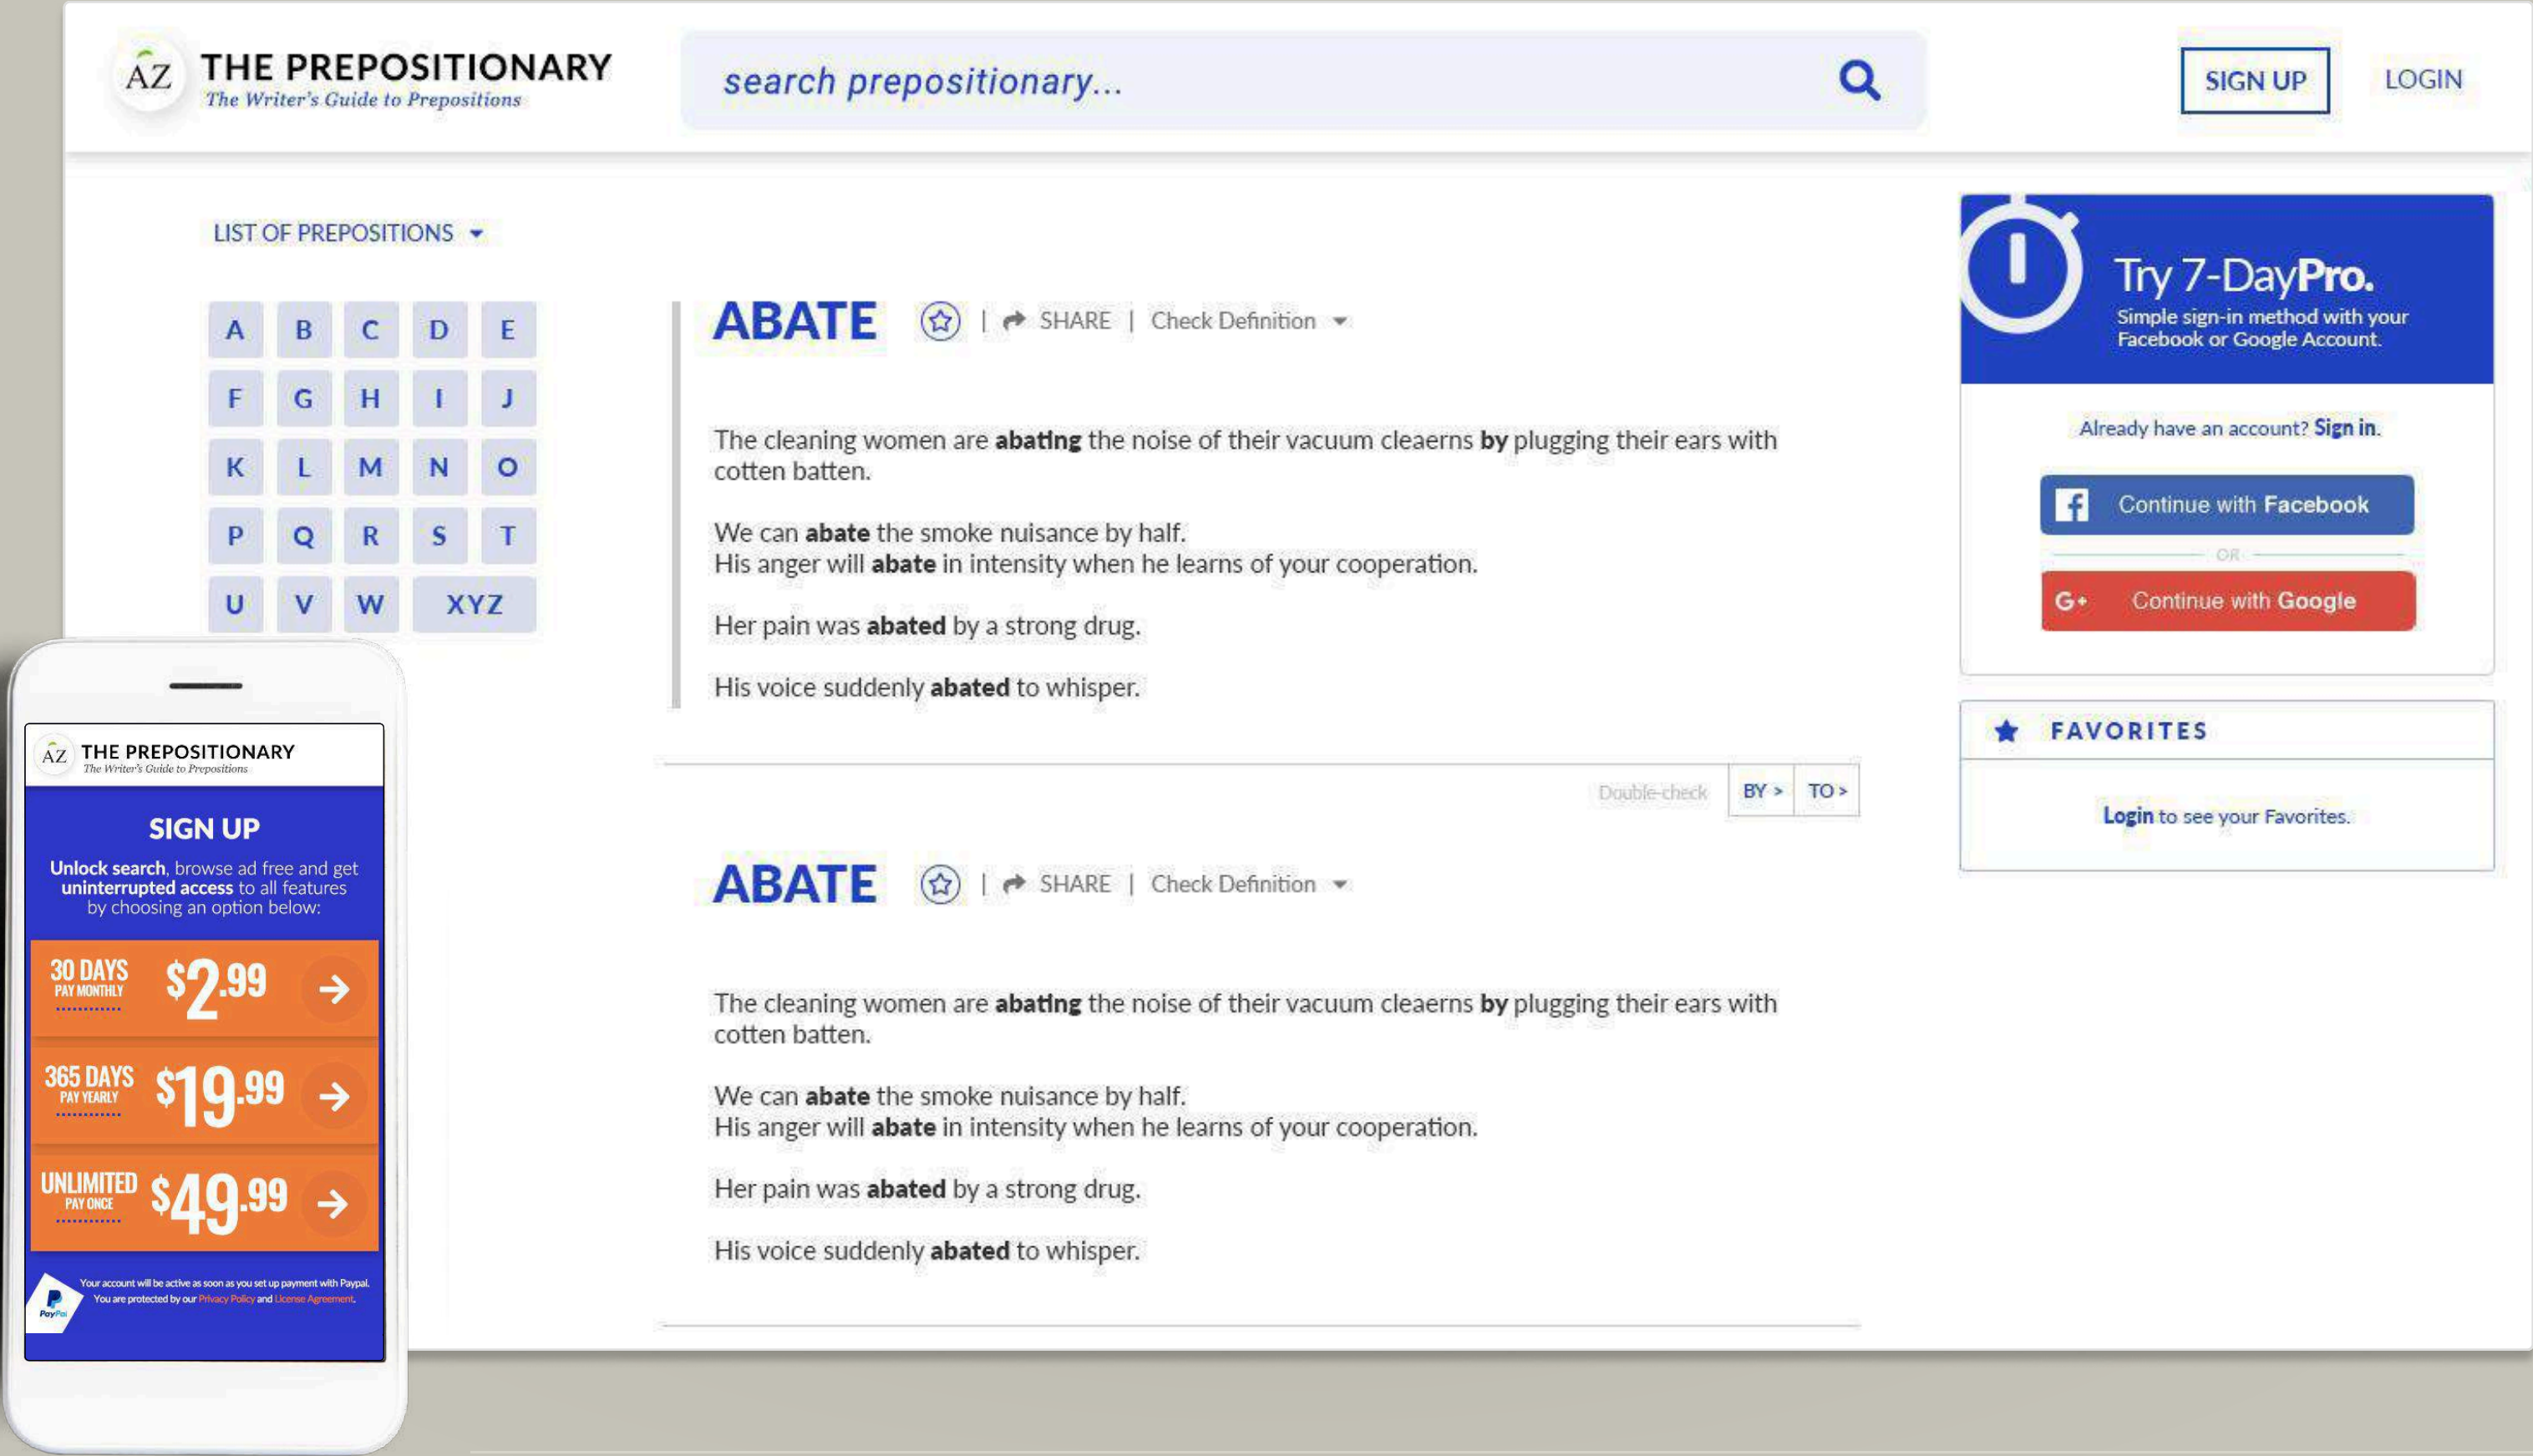 ÂZ THE PREPOSITIONARY
The Writer's Guide to Prepositions
search prepositionary...
SIGN UP
LOGIN
LIST OF PREPOSITIONS
A B C D E
F G H I J
K L M N O
P Q R S T
U V W XYZ
ABATE | SHARE | Check Definition
The cleaning women are abating the noise of their vacuum cleaerns by plugging their ears with
cotten batten.
We can abate the smoke nuisance by half.
His anger will abate in intensity when he learns of your cooperation.
Her pain was abated by a strong drug.
His voice suddenly abated to whisper.
Double-check BY > TO >
ABATE | SHARE | Check Definition
The cleaning women are abating the noise of their vacuum cleaerns by plugging their ears with
cotten batten.
We can abate the smoke nuisance by half.
His anger will abate in intensity when he learns of your cooperation.
Her pain was abated by a strong drug.
His voice suddenly abated to whisper.
Try 7-DayPro.
Simple sign-in method with your
Facebook or Google Account.
Already have an account? Sign in.
f Continue with Facebook
OR
G+ Continue with Google
FAVORITES
Login to see your Favorites.
ÂZ THE PREPOSITIONARY
The Writer's Guide to Prepositions
SIGN UP
Unlock search, browse ad free and get
uninterrupted access to all features
by choosing an option below:
30 DAYS
PAY MONTHLY
$2.99
365 DAYS
PAY YEARLY
$19.99
UNLIMITED
PAY ONCE
$49.99
Your account will be active as soon as you set up payment with Paypal.
You are protected by our Privacy Policy and License Agreement.
PayPal